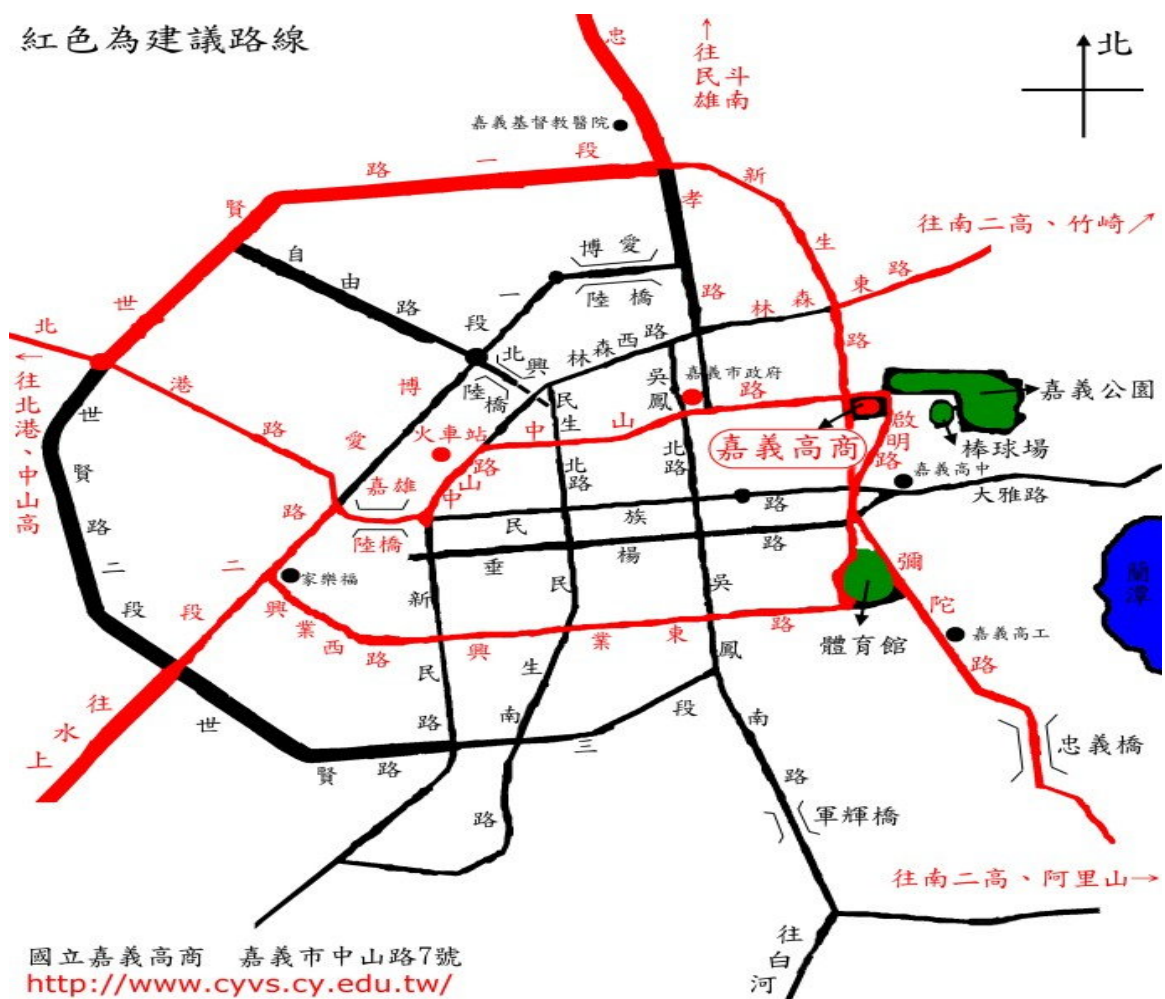 紅色為建議路線
北
忠孝路
↑往民雄
斗南
嘉義基督教醫院
世賢路一段
新生路
往南二高、竹崎↗
自由路
博愛
陸橋
林森東路
林森西路
北興
陸橋
博愛路一段
北港路
←往北港、中山高
世賢路二段
嘉義市政府
吳鳳北路
民生北路
火車站
中山路
中山路
嘉義高商
嘉義公園
棒球場
啟明路
嘉義高中
大雅路
嘉雄
陸橋
民族路
垂楊路
蘭潭
家樂福
二段
興業西路
興業東路
彌陀路
體育館
嘉義高工
新民路
民生南路
吳鳳南路
往水上
世賢路三段
忠義橋
軍輝橋
往南二高、阿里山→
往白河
國立嘉義高商 嘉義市中山路7號
http://www.cyvs.cy.edu.tw/